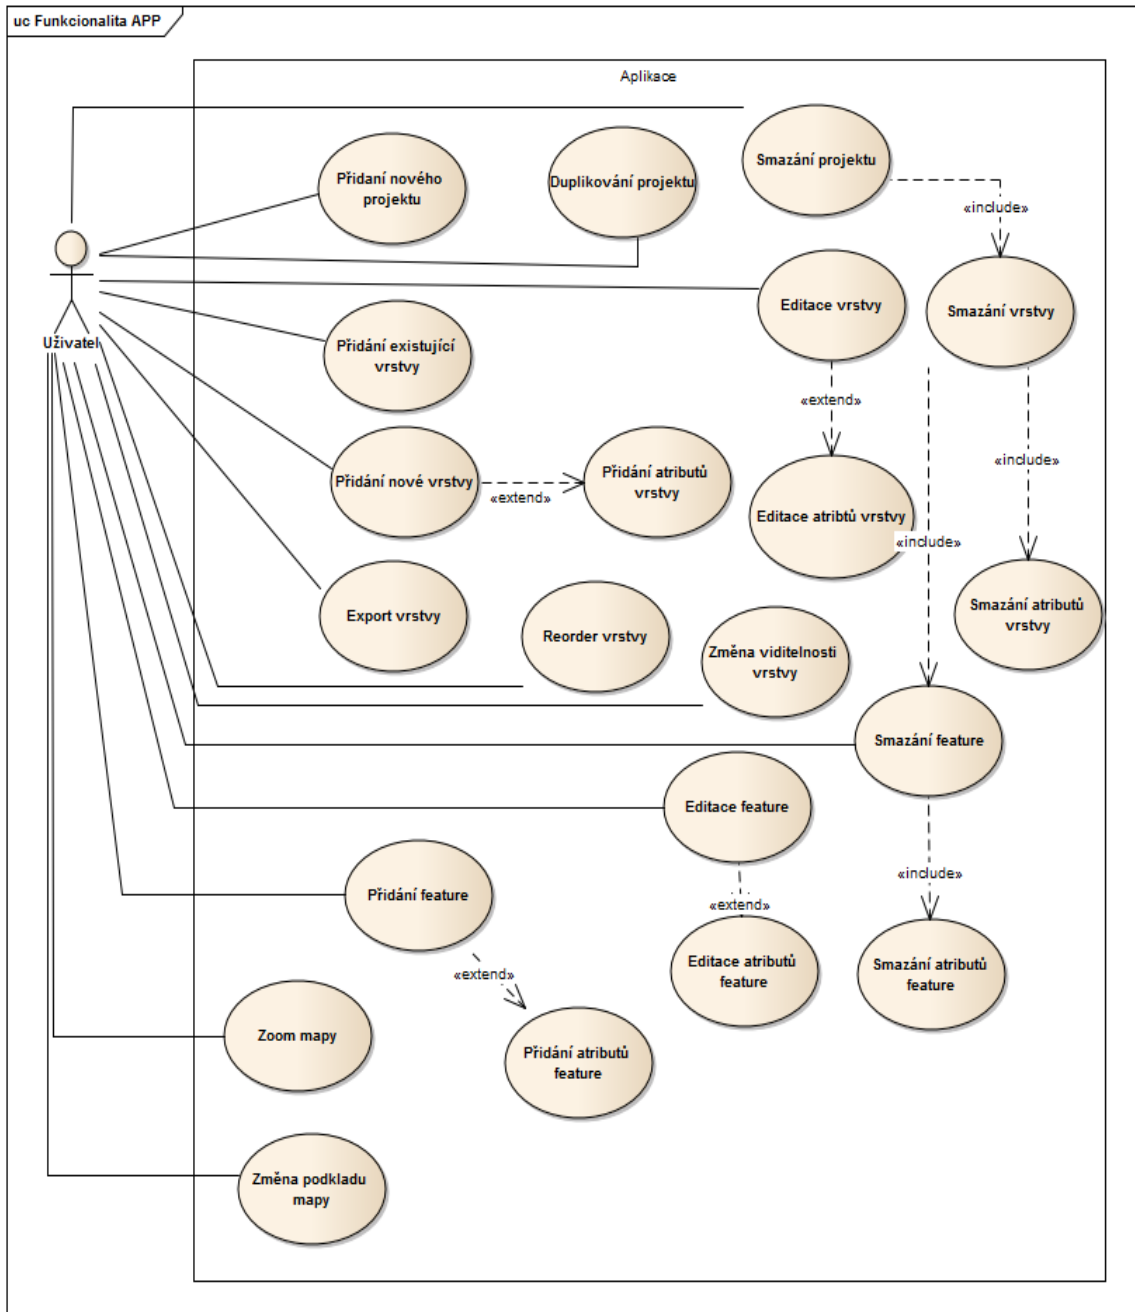 uc Funkcionalita APP
Aplikace
Smazání projektu
Přidaní nového
projektu
Duplikování projektu
«include»
Uživatel
Editace vrstvy
Smazání vrstvy
Přidání existující
vrstvy
«extend»
Přidání nové vrstvy
«extend»
Přidání atributů
vrstvy
«include»
Editace atribtů vrstvy
«include»
Export vrstvy
Reorder vrstvy
Změna viditelnosti
vrstvy
Smazání atributů
vrstvy
Smazání feature
Editace feature
Přidání feature
«include»
«extend»
Editace atributů
feature
Smazání atributů
feature
«extend»
Zoom mapy
Přidání atributů
feature
Změna podkladu
mapy